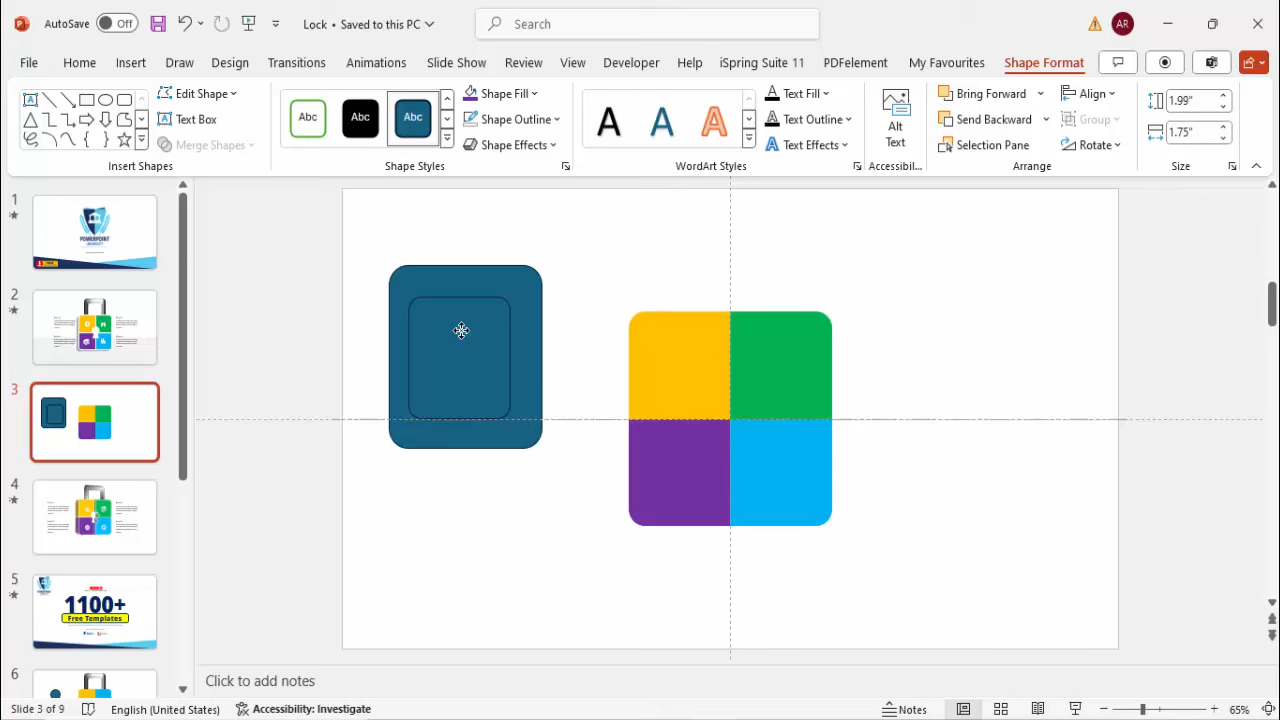 AutoSave Off Lock • Saved to this PC Search AR
File Home Insert Draw Design Transitions Animations Slide Show Review View Developer Help iSpring Suite 11 PDFelement My Favourites Shape Format
Edit Shape
Text Box
Merge Shapes
Insert Shapes
Abc Abc Abc
Shape Fill
Shape Outline
Shape Effects
Shape Styles
A A A
Text Fill
Text Outline
Text Effects
WordArt Styles
Alt
Text
Accessibil...
Bring Forward
Send Backward
Selection Pane
Align
Group
Rotate
Arrange
1.99"
1.75"
Size
1
POWERPOINT
UNIVERSITY
2
3
4
5
1100+
Free Templates
6
Click to add notes
Slide 3 of 9 English (United States) Accessibility: Investigate Notes 65%